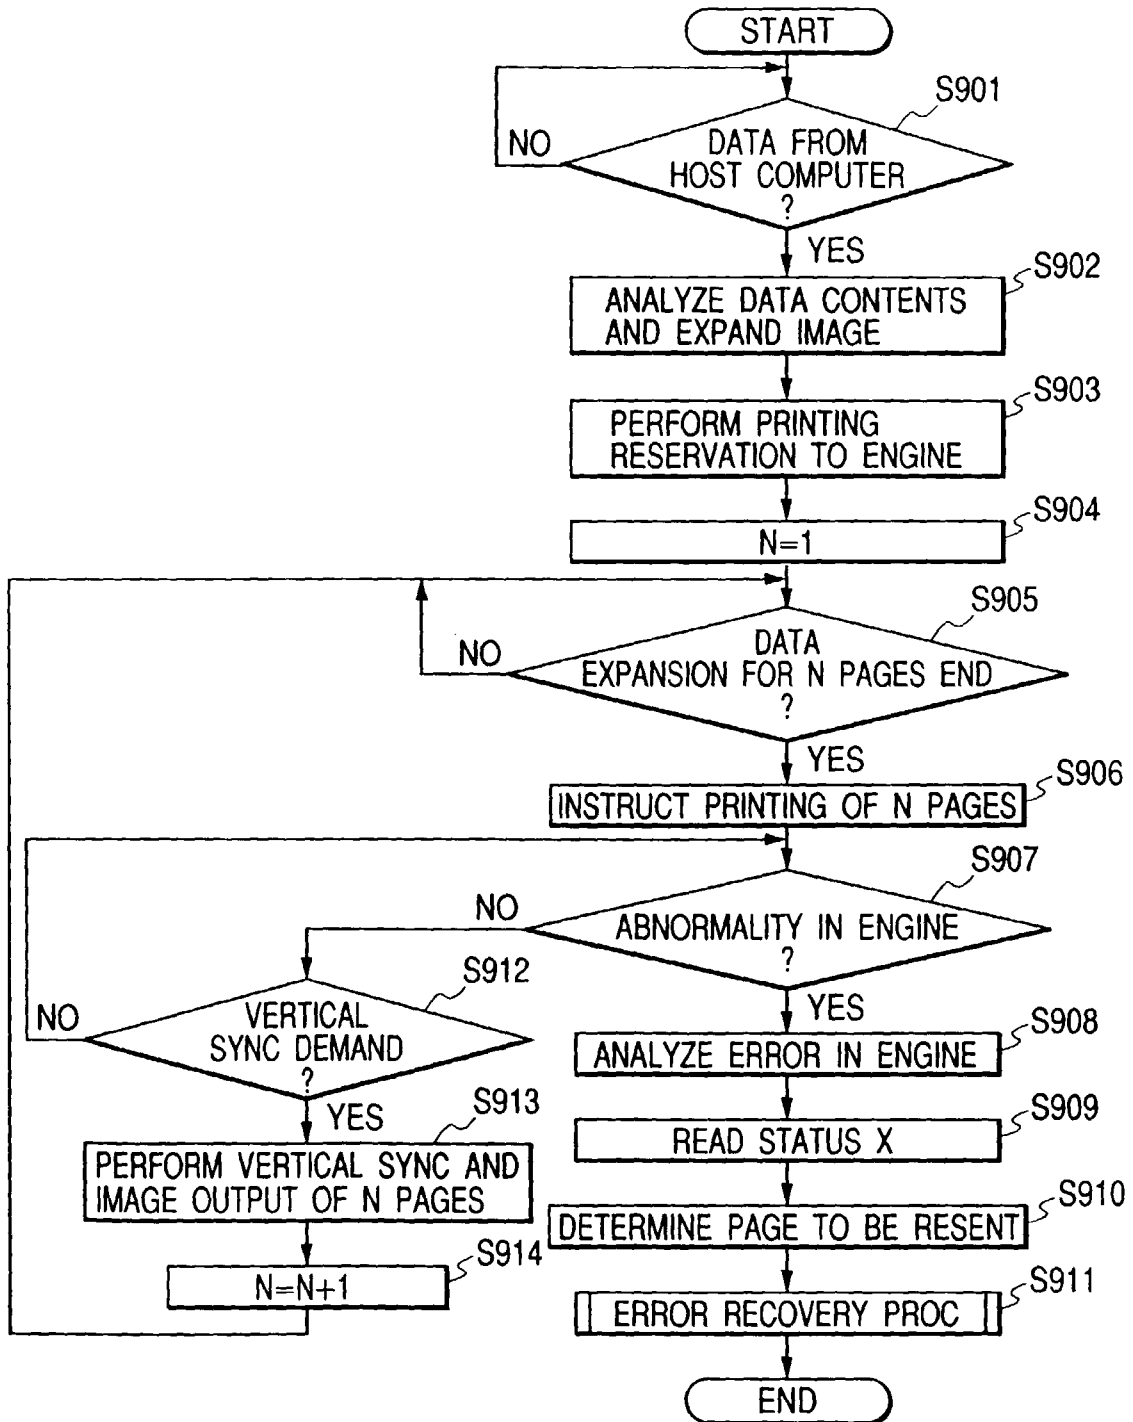 START
S901
NO
DATA FROM
HOST COMPUTER
?
YES
S902
ANALYZE DATA CONTENTS
AND EXPAND IMAGE
S903
PERFORM PRINTING
RESERVATION TO ENGINE
S904
N=1
S905
NO
DATA
EXPANSION FOR N PAGES END
?
YES
S906
INSTRUCT PRINTING OF N PAGES
S907
NO
ABNORMALITY IN ENGINE
?
YES
S912
NO
VERTICAL
SYNC DEMAND
?
YES
S913
PERFORM VERTICAL SYNC AND
IMAGE OUTPUT OF N PAGES
S914
N=N+1
S908
ANALYZE ERROR IN ENGINE
S909
READ STATUS X
S910
DETERMINE PAGE TO BE RESENT
S911
ERROR RECOVERY PROC
END